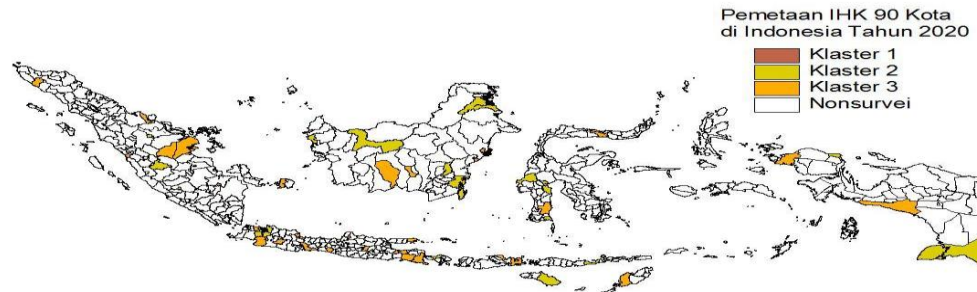 Pemetaan IHK 90 Kota
di Indonesia Tahun 2020
Klaster 1
Klaster 2
Klaster 3
Nonsurvei